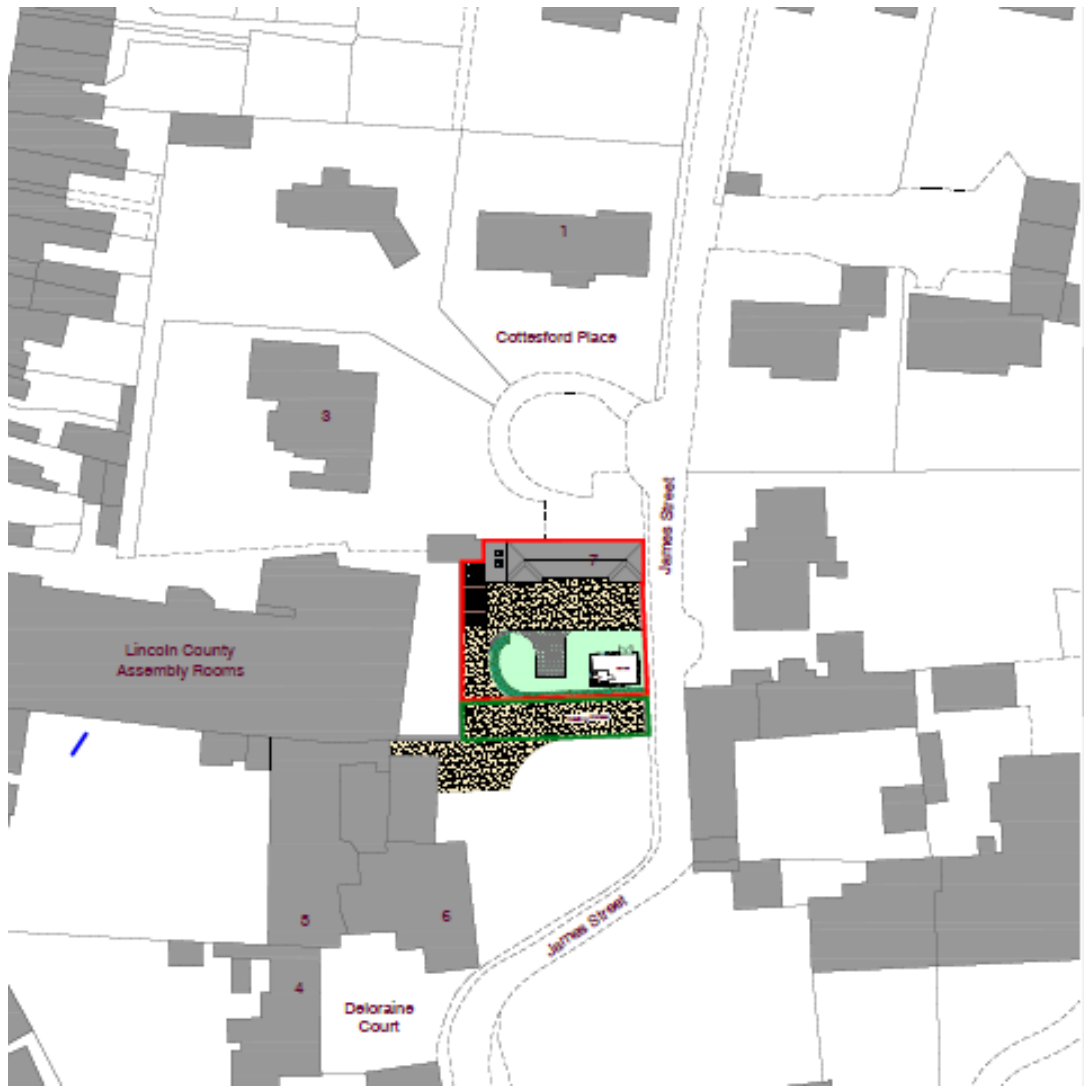 1
Cottesford Place
3
James Street
7
Lincoln County
Assembly Rooms
James Street
5
6
4
Deloraine
Court